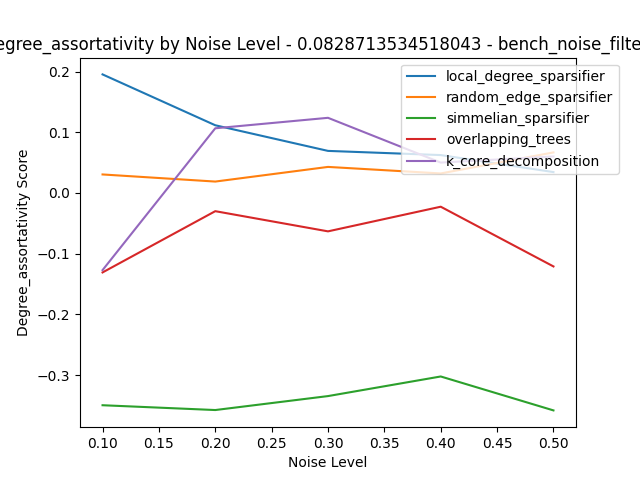 egree_assortativity by Noise Level - 0.0828713534518043 - bench_noise_filte
local_degree_sparsifier
random_edge_sparsifier
simmelian_sparsifier
overlapping_trees
k_core_decomposition
Degree_assortativity Score
0.2
0.1
0.0
−0.1
−0.2
−0.3
0.10 0.15 0.20 0.25 0.30 0.35 0.40 0.45 0.50
Noise Level